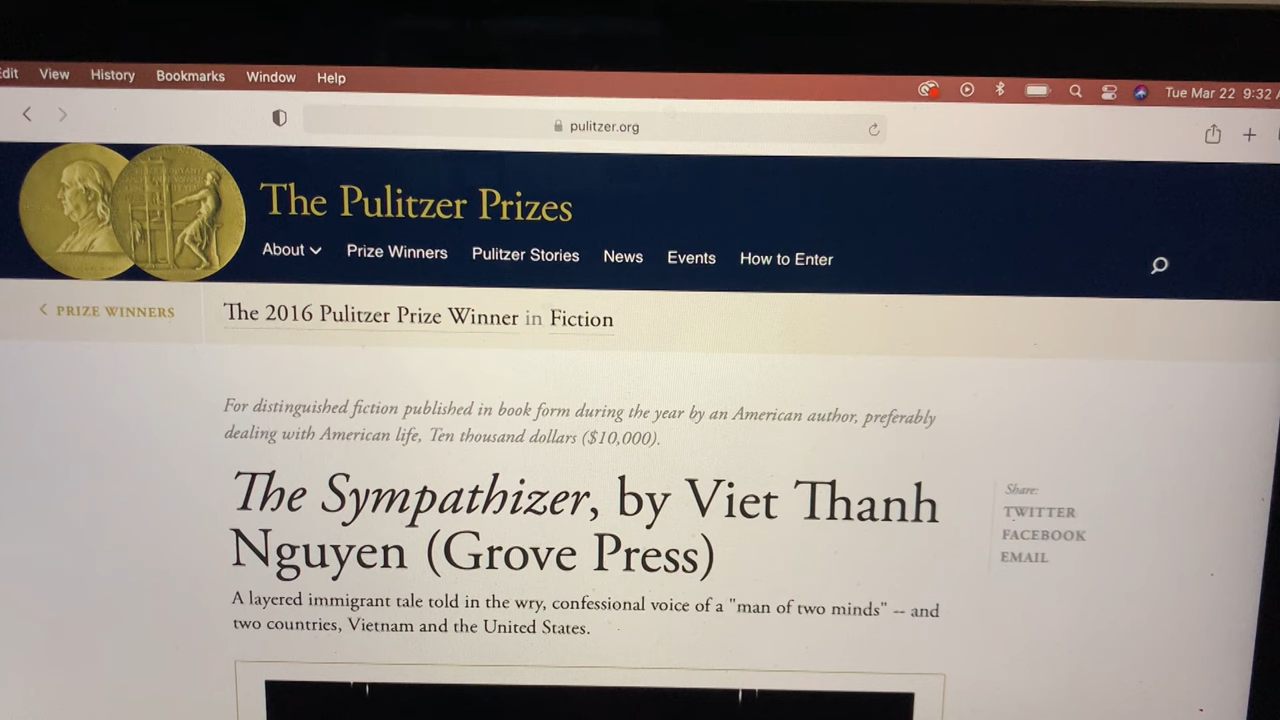 Edit View History Bookmarks Window Help
Tue Mar 22 9:32
pulitzer.org
The Pulitzer Prizes
About Prize Winners Pulitzer Stories News Events How to Enter
PRIZE WINNERS
The 2016 Pulitzer Prize Winner in Fiction
For distinguished fiction published in book form during the year by an American author, preferably
dealing with American life, Ten thousand dollars ($10,000).
The Sympathizer, by Viet Thanh
Nguyen (Grove Press)
Share:
TWITTER
FACEBOOK
EMAIL
A layered immigrant tale told in the wry, confessional voice of a "man of two minds" -- and
two countries, Vietnam and the United States.